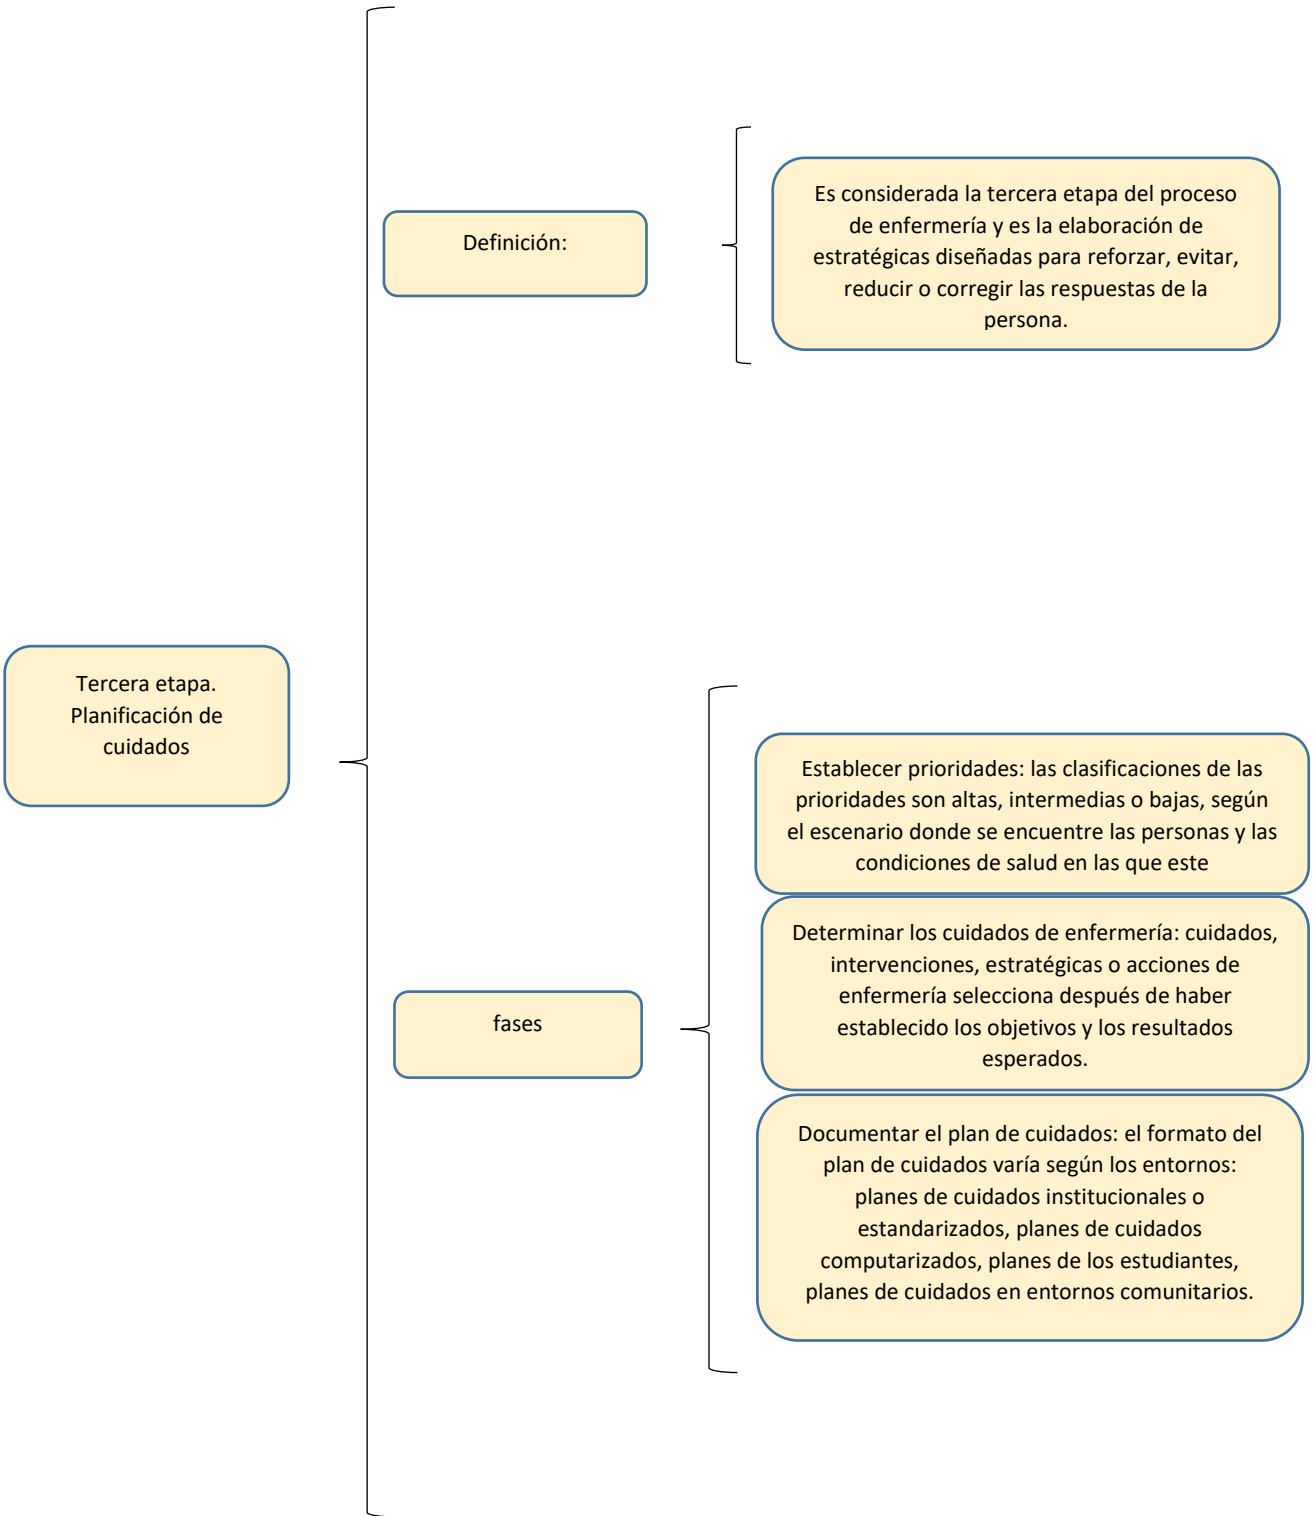 Tercera etapa.
Planificación de
cuidados
Definición:
Es considerada la tercera etapa del proceso
de enfermería y es la elaboración de
estratégicas diseñadas para reforzar, evitar,
reducir o corregir las respuestas de la
persona.
fases
Establecer prioridades: las clasificaciones de las
prioridades son altas, intermedias o bajas, según
el escenario donde se encuentre las personas y las
condiciones de salud en las que este
Determinar los cuidados de enfermería: cuidados,
intervenciones, estratégicas o acciones de
enfermería selecciona después de haber
establecido los objetivos y los resultados
esperados.
Documentar el plan de cuidados: el formato del
plan de cuidados varía según los entornos:
planes de cuidados institucionales o
estandarizados, planes de cuidados
computarizados, planes de los estudiantes,
planes de cuidados en entornos comunitarios.